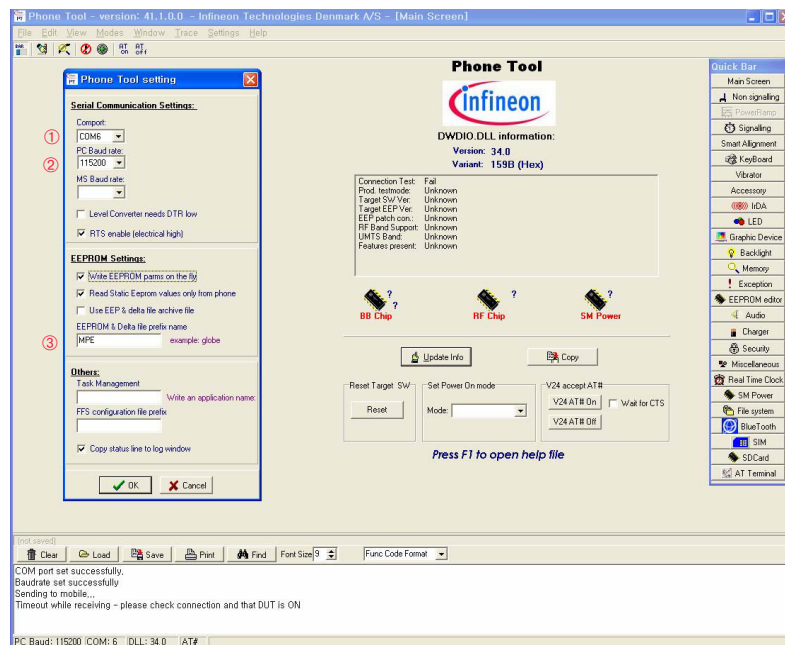 Phone Tool - version: 41.1.0.0 - Infineon Technologies Denmark A/S - [Main Screen]
File Edit View Modes Window Trace Settings Help
BAR AT on AT off
Phone Tool setting
Serial Communication Settings:
Comport:
① COM6
PC Baud rate:
② 115200
MS Baud rate:
Level Converter needs DTR low
RTS enable (electrical high)
EEPROM Settings:
Write EEPROM parms on the fly
Read Static Eeprom values only from phone
Use EEP & delta file archive file
EEPROM & Delta file prefix name
③ MPE example: globe
Others:
Task Management
Write an application name:
FFS configuration file prefix
Copy status line to log window
OK Cancel
Phone Tool
infineon
DWDIO.DLL information:
Version: 34.0
Variant: 159B (Hex)
Connection Test: Fail
Prod. testmode: Unknown
Target SW Ver: Unknown
Target EEP Ver: Unknown
EEP patch con.: Unknown
RF Band Support: Unknown
UMTS Band: Unknown
Features present: Unknown
? ? ? ?
BB Chip RF Chip SM Power
Update Info Copy
Reset Target SW Set Power On mode V24 accept AT#
Reset Mode: V24 AT# On Wait for CTS
V24 AT# Off
Press F1 to open help file
Quick Bar
Main Screen
Non signalling
PowerRamp
Signalling
Smart Allignment
KeyBoard
Vibrator
Accessory
IrDA
LED
Graphic Device
Backlight
Memory
Exception
EEPROM editor
Audio
Charger
Security
Miscellaneous
Real Time Clock
SM Power
File system
BlueTooth
SIM
SDCard
AT Terminal
(not saved)
Clear Load Save Print Find Font Size 9 Func Code Format
COM port set successfully,
Baudrate set successfully
Sending to mobile,,,
Timeout while receiving - please check connection and that DUT is ON
PC Baud: 115200 COM: 6 DLL: 34.0 AT#